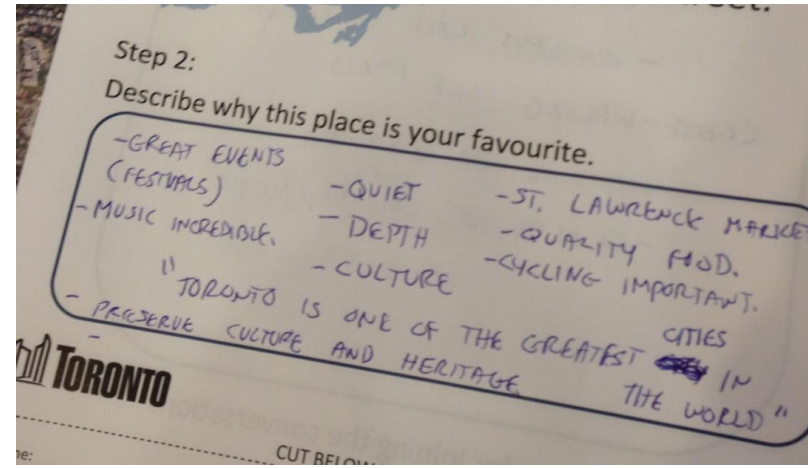 Step 2:
Describe why this place is your favourite.
-GREAT EVENTS
(FESTIVALS)
- MUSIC INCREDIBLE.
- QUIET
- DEPTH
- CULTURE
- ST. LAWRENCE MARKE
- QUALITY FOOD.
- CYCLING IMPORTANT.
"TORONTO IS ONE OF THE GREATEST CITIES IN
THE WORLD"
- PRESERVE CULTURE AND HERITAGE
-
TORONTO
CUT BELOW